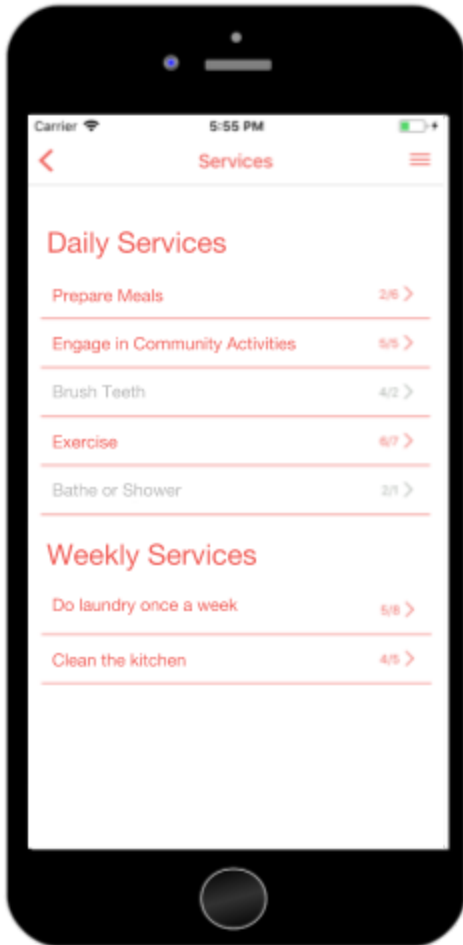 Carrier
5:55 PM
Services
Daily Services
Prepare Meals 2/6
Engage in Community Activities 5/5
Brush Teeth 4/2
Exercise 6/7
Bathe or Shower 2/1
Weekly Services
Do laundry once a week 5/8
Clean the kitchen 4/5